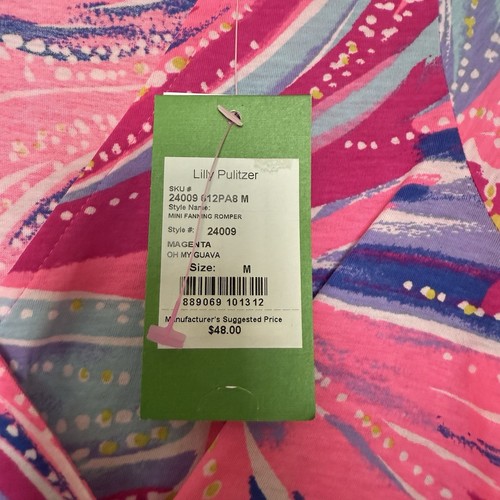 Lilly Pulitzer
SKU #
24009 612PA8 M
Style Name:
MINI FANNING ROMPER
Style #: 24009
MAGENTA
OH MY GUAVA
Size: M
889069 101312
Manufacturer's Suggested Price
$48.00